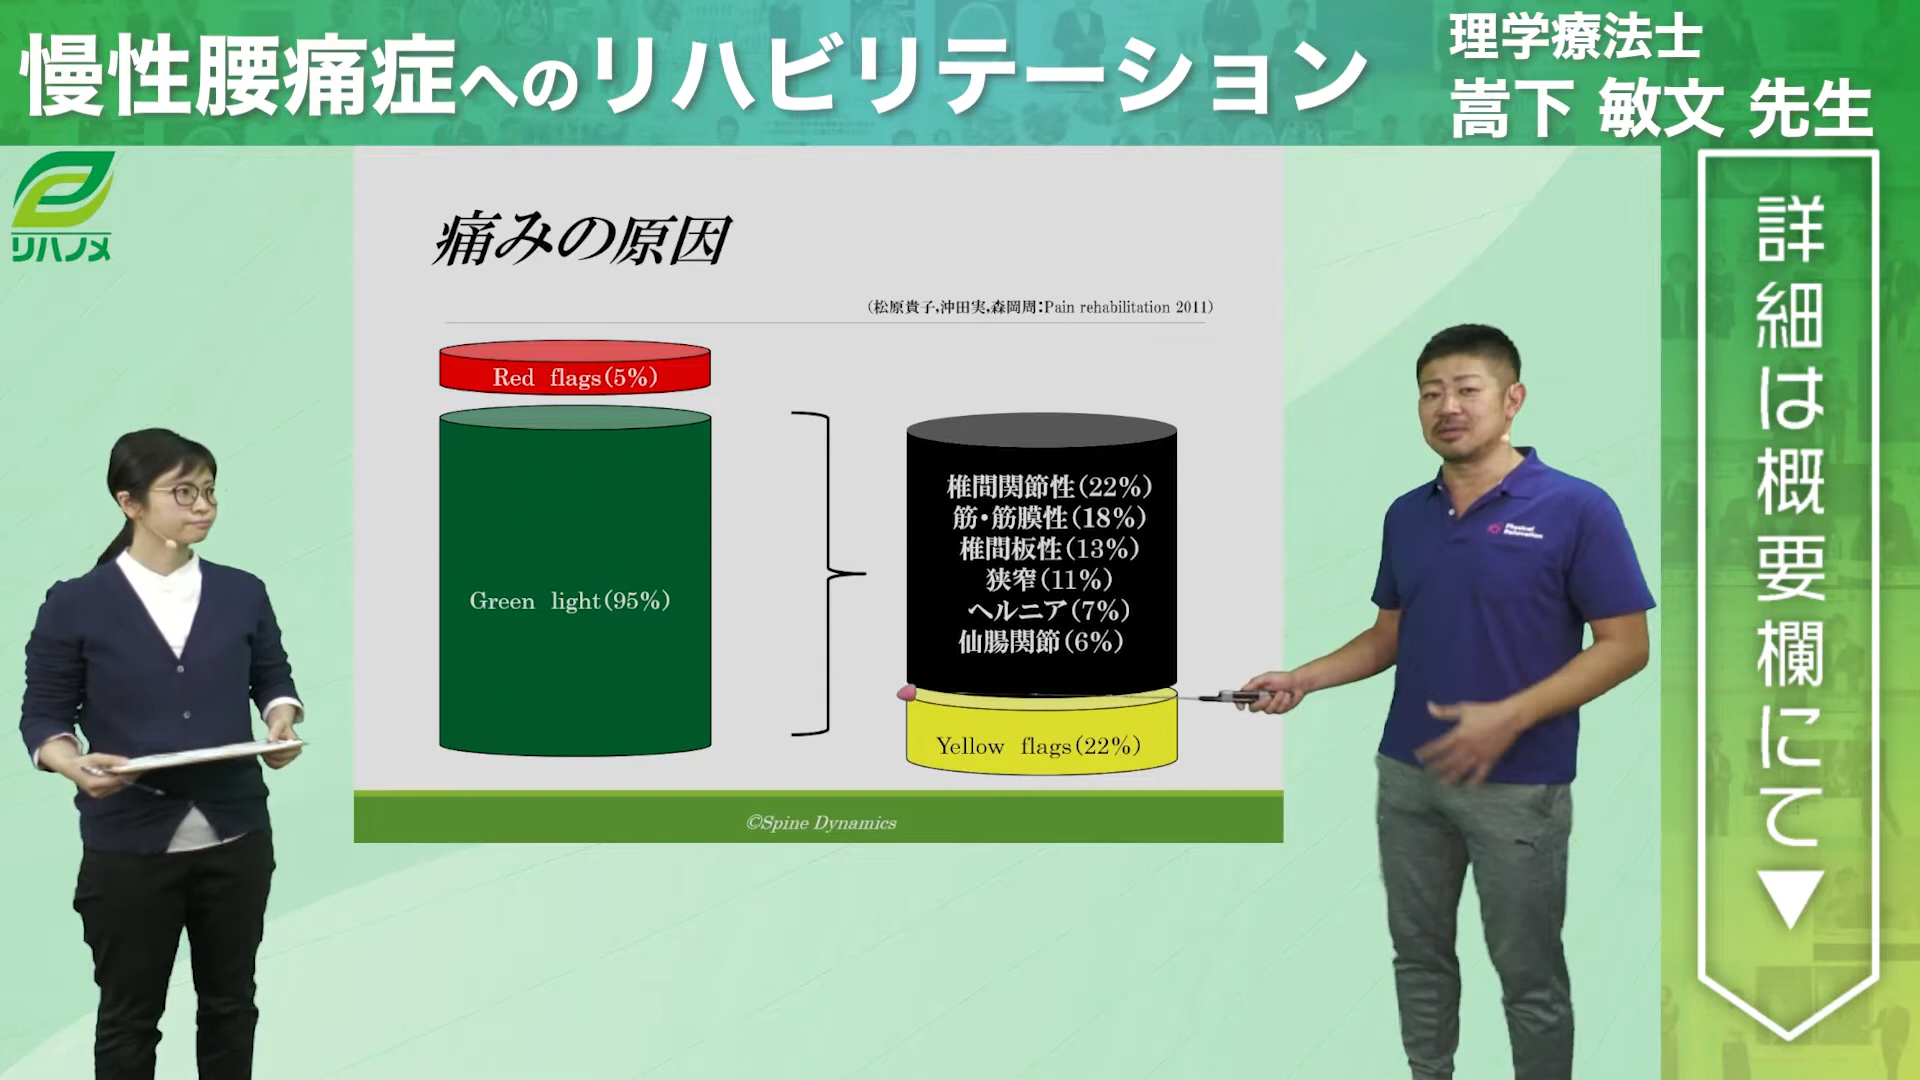 慢性腰痛症へのリハビリテーション
理学療法士
嵩下 敏文 先生
リハノメ
痛みの原因
(松原貴子,沖田実,森岡周:Pain rehabilitation 2011)
Red flags(5%)
Green light(95%)
椎間関節性(22%)
筋・筋膜性(18%)
椎間板性(13%)
狭窄(11%)
ヘルニア(7%)
仙腸関節(6%)
Yellow flags(22%)
©Spine Dynamics
Physical
Relovation
詳細は概要欄にて▼